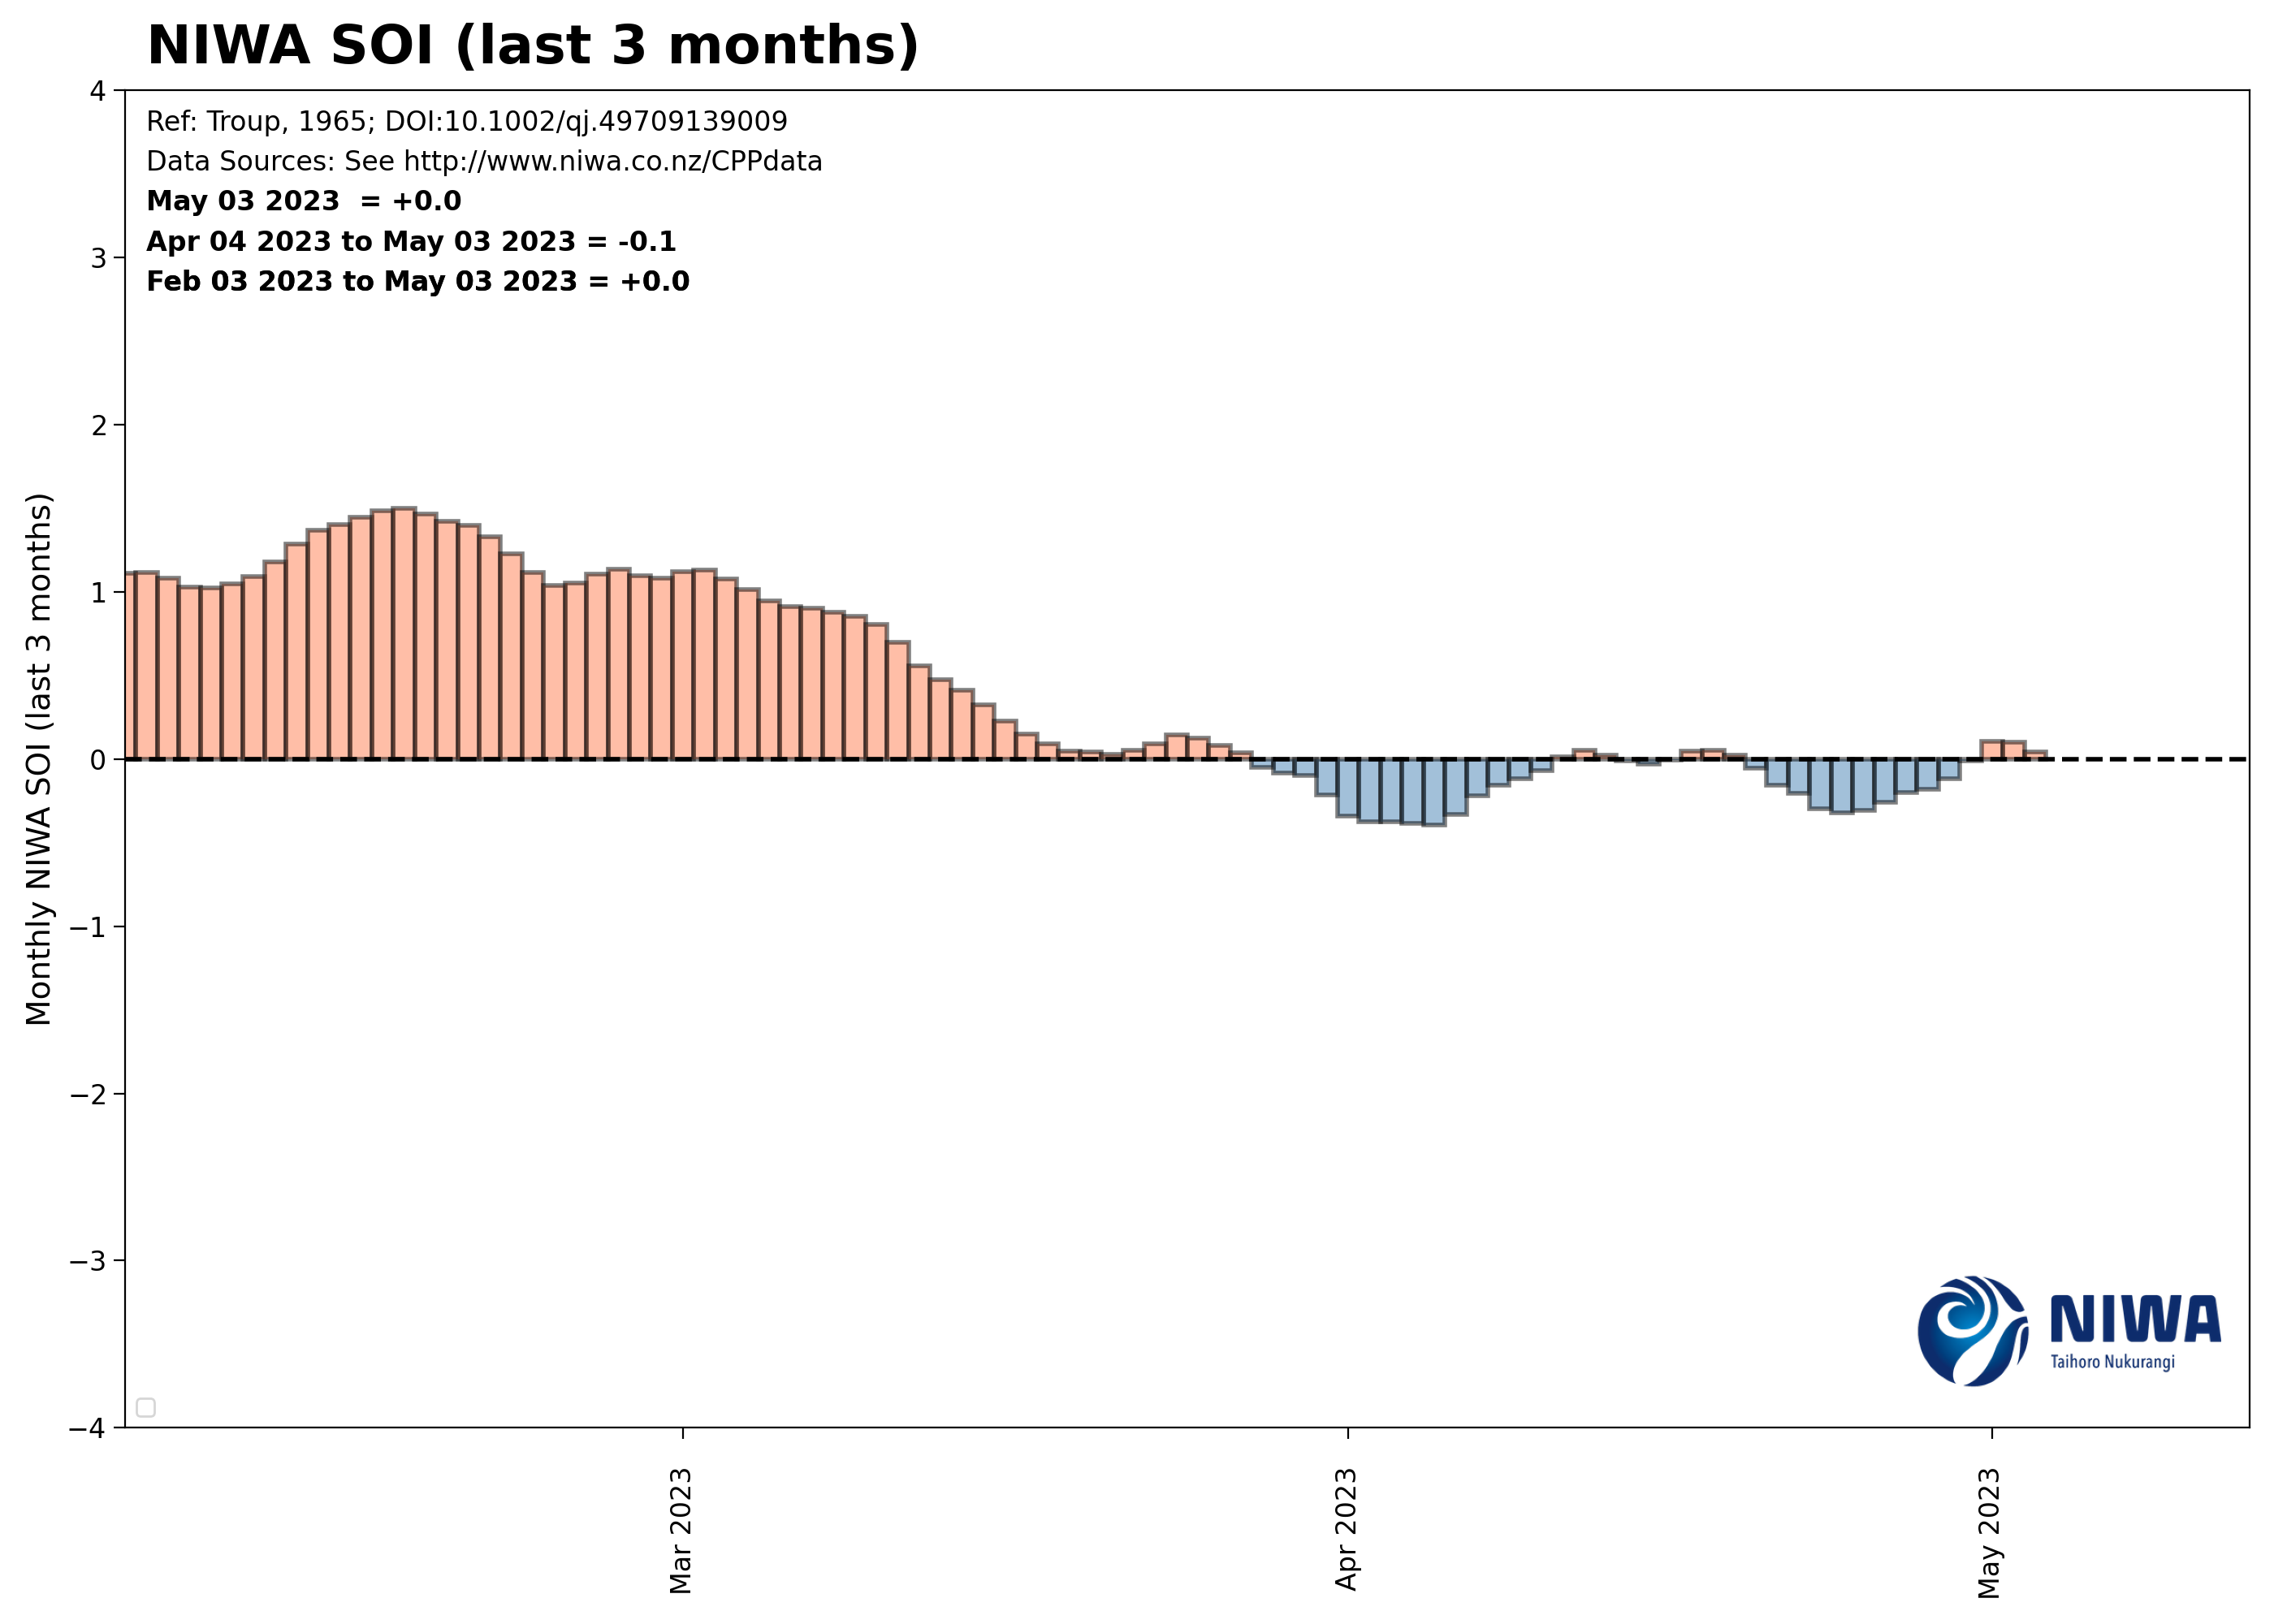 NIWA SOI (last 3 months)
Ref: Troup, 1965; DOI:10.1002/qj.49709139009
Data Sources: See http://www.niwa.co.nz/CPPdata
May 03 2023  = +0.0
Apr 04 2023 to May 03 2023 = -0.1
Feb 03 2023 to May 03 2023 = +0.0
Monthly NIWA SOI (last 3 months)
4
3
2
1
0
−1
−2
−3
−4
NIWA
Taihoro Nukurangi
Mar 2023
Apr 2023
May 2023